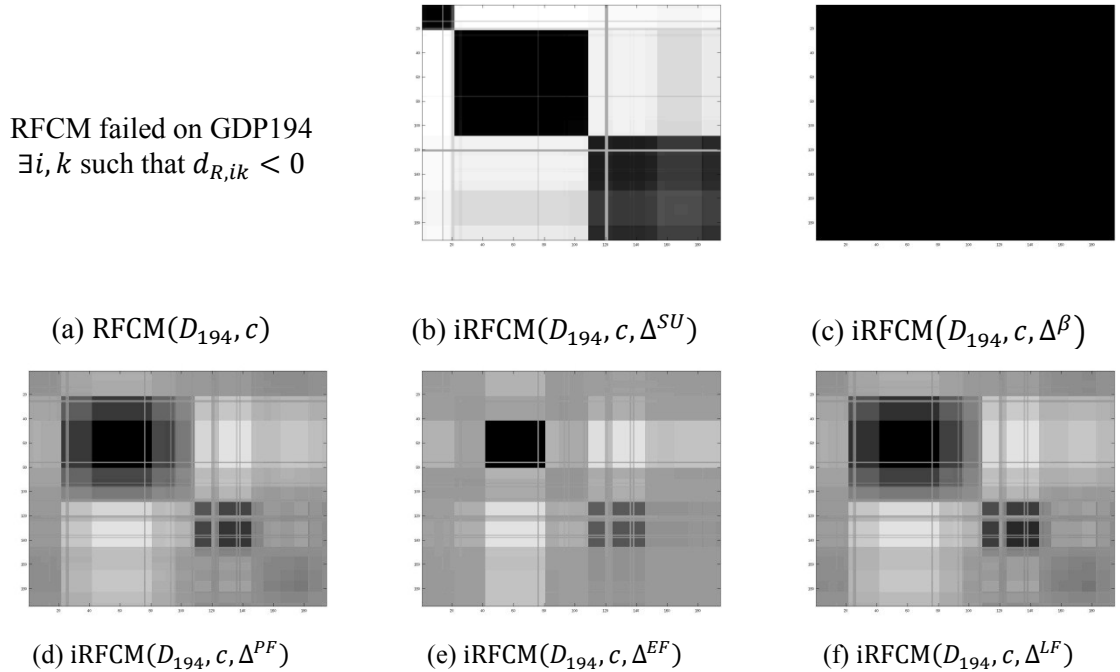 RFCM failed on GDP194
∃i, k such that d_{R,ik} < 0
(a) RFCM(D_{194}, c)
(b) iRFCM(D_{194}, c, Δ^{SU})
(c) iRFCM(D_{194}, c, Δ^{β})
(d) iRFCM(D_{194}, c, Δ^{PF})
(e) iRFCM(D_{194}, c, Δ^{EF})
(f) iRFCM(D_{194}, c, Δ^{LF})